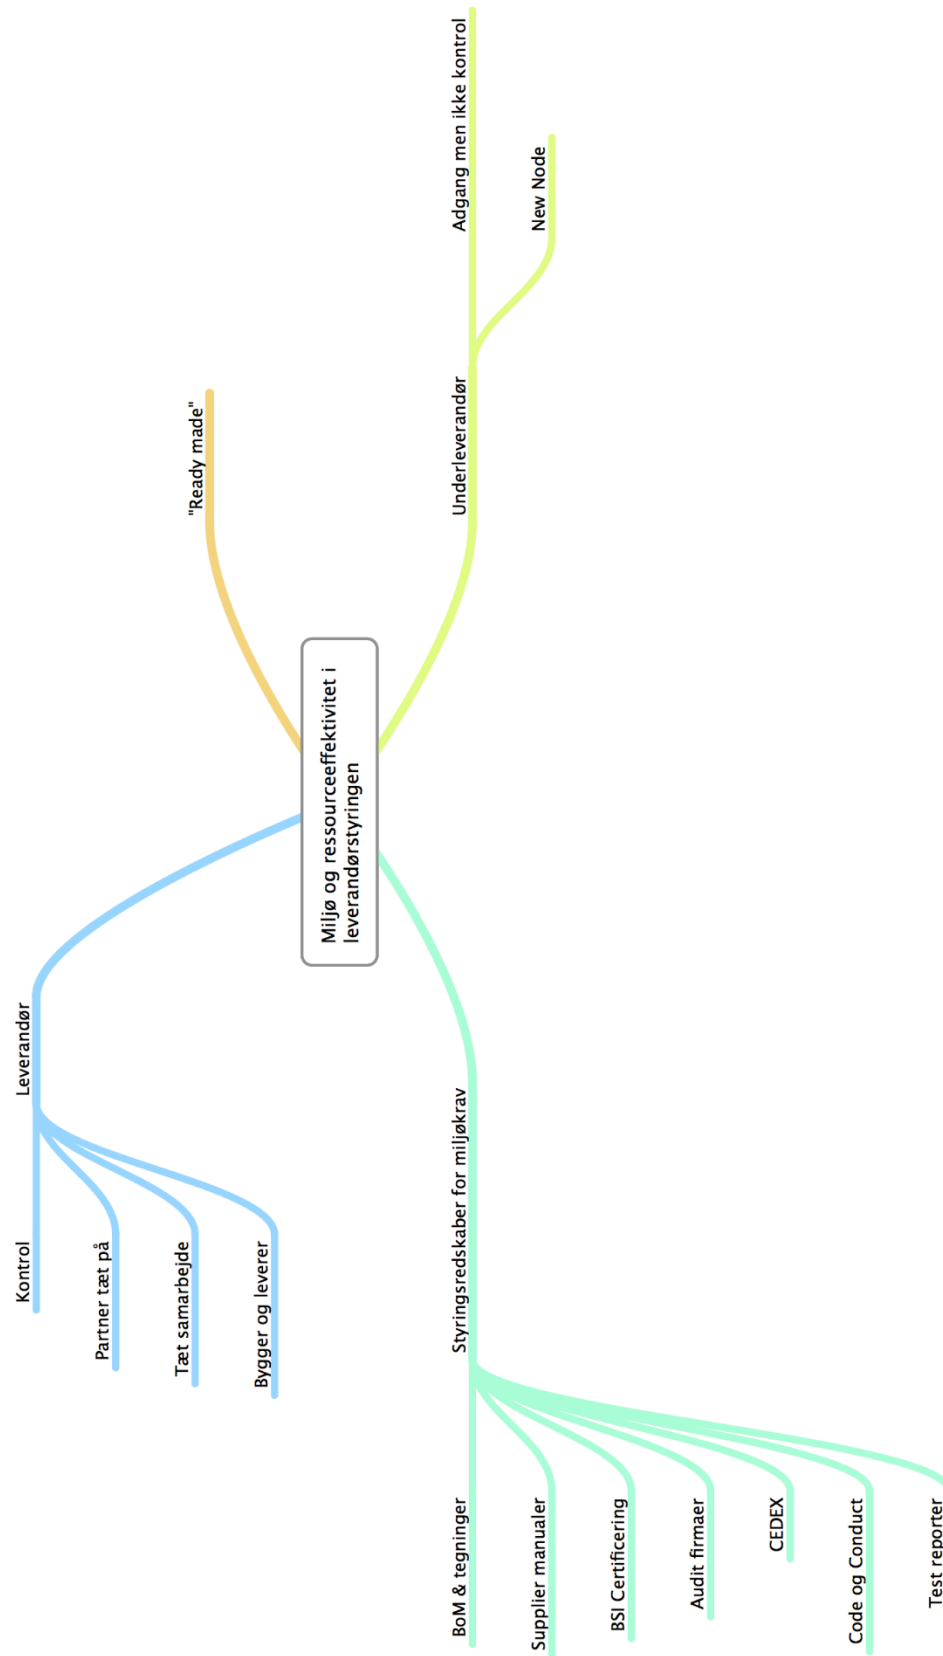 Miljø og ressourceeffektivitet i
leverandørstyringen
Leverandør
Kontrol
Partner tæt på
Tæt samarbejde
Bygger og leverer
"Ready made"
Styringsredskaber for miljøkrav
BoM & tegninger
Supplier manualer
BSI Certificering
Audit firmaer
CEDEX
Code og Conduct
Test reporter
Underleverandør
Adgang men ikke kontrol
New Node